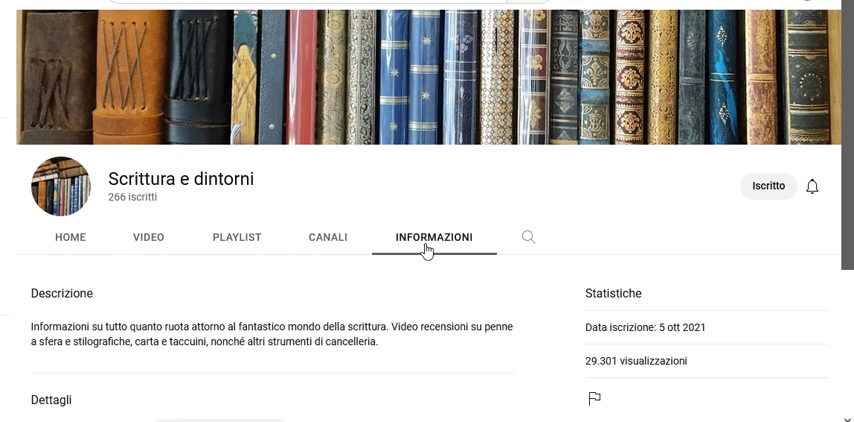 Scrittura e dintorni
266 iscritti
Iscritto
HOME VIDEO PLAYLIST CANALI INFORMAZIONI
Descrizione
Informazioni su tutto quanto ruota attorno al fantastico mondo della scrittura. Video recensioni su penne
a sfera e stilografiche, carta e taccuini, nonché altri strumenti di cancelleria.
Dettagli
Statistiche
Data iscrizione: 5 ott 2021
29.301 visualizzazioni